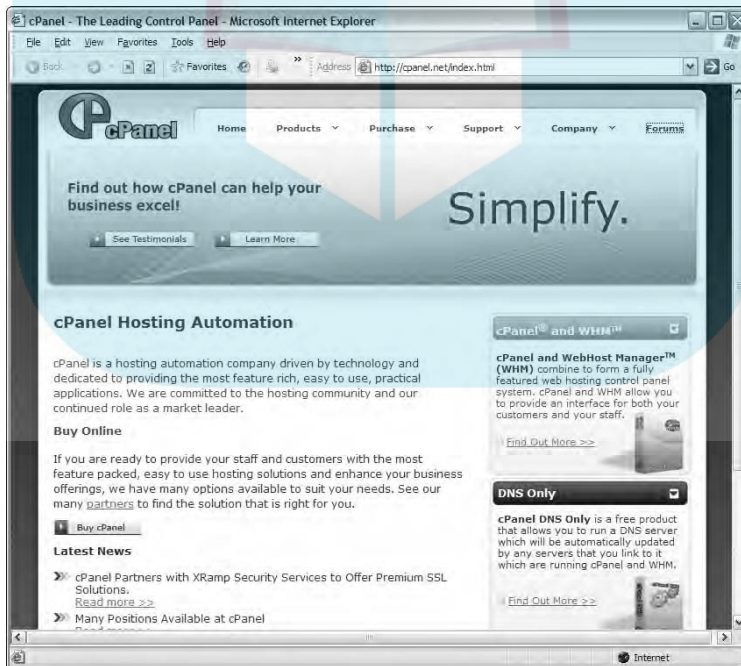 cPanel - The Leading Control Panel - Microsoft Internet Explorer
File Edit View Favorites Tools Help
Back Favorites » Address http://cpanel.net/index.html Go
cPanel
Home Products Purchase Support Company Forums
Find out how cPanel can help your
business excel!
Simplify.
See Testimonials Learn More
cPanel Hosting Automation
cPanel is a hosting automation company driven by technology and
dedicated to providing the most feature rich, easy to use, practical
applications. We are committed to the hosting community and our
continued role as a market leader.
Buy Online
If you are ready to provide your staff and customers with the most
feature packed, easy to use hosting solutions and enhance your business
offerings, we have many options available to suit your needs. See our
many partners to find the solution that is right for you.
Buy cPanel
Latest News
cPanel Partners with XRamp Security Services to Offer Premium SSL
Solutions.
Read more >>
Many Positions Available at cPanel
Read more >>
cPanel® and WHM™
cPanel and WebHost Manager™
(WHM) combine to form a fully
featured web hosting control panel
system. cPanel and WHM allow you
to provide an interface for both your
customers and your staff.
Find Out More >>
DNS Only
cPanel DNS Only is a free product
that allows you to run a DNS server
which will be automatically updated
by any servers that you link to it
which are running cPanel and WHM.
Find Out More >>
Internet